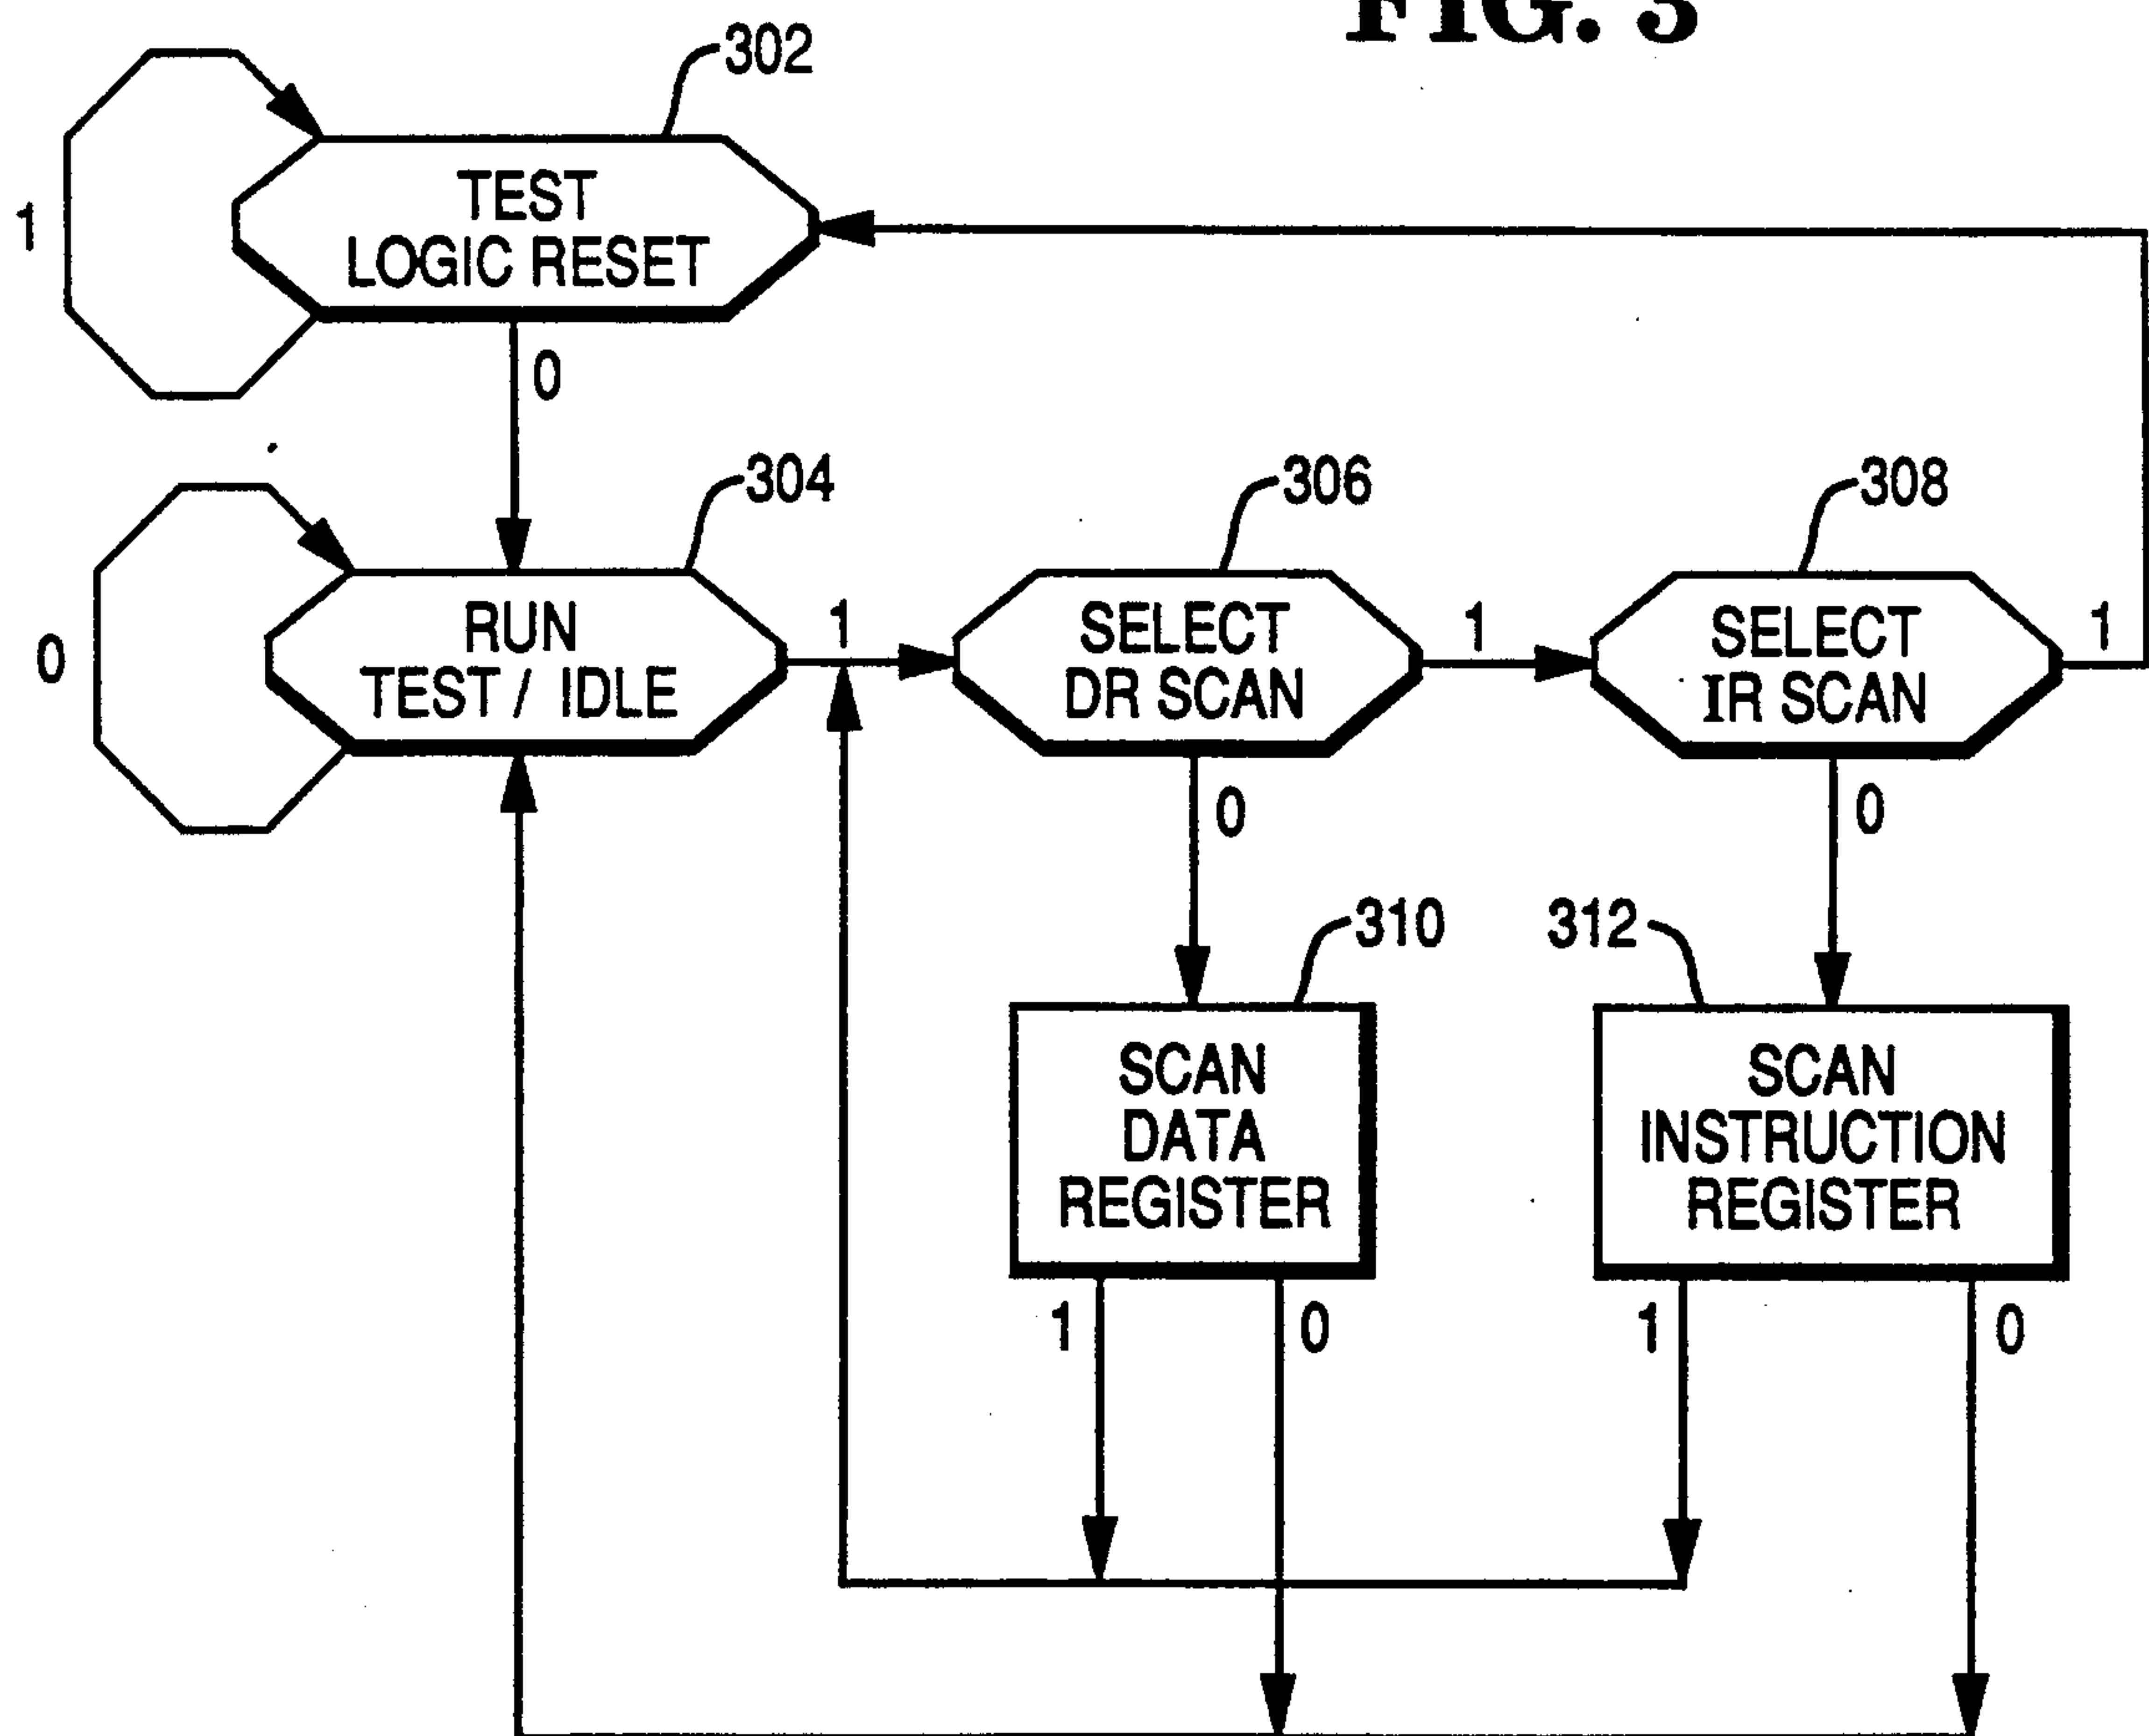 FIG. 3
302
TEST
LOGIC RESET
1
0
304
306
308
RUN
TEST / IDLE
0
1
SELECT
DR SCAN
1
SELECT
IR SCAN
1
0
0
310
312
SCAN
DATA
REGISTER
SCAN
INSTRUCTION
REGISTER
1
0
1
0